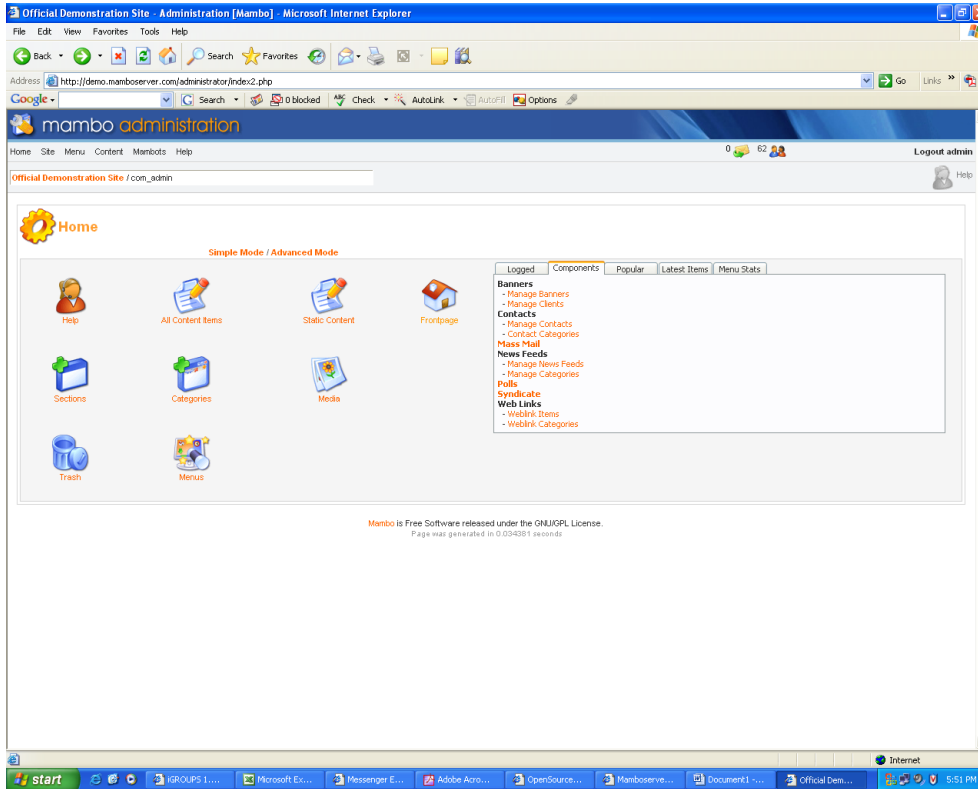 Official Demonstration Site - Administration [Mambo] - Microsoft Internet Explorer
File Edit View Favorites Tools Help
Back Search Favorites
Address http://demo.mamboserver.com/administrator/index2.php Go Links »
Google Search 0 blocked ABC Check AutoLink AutoFill Options
mambo administration
Home Site Menu Content Mambots Help 0 62 Logout admin
Official Demonstration Site / com_admin Help
Home
Simple Mode / Advanced Mode
Help All Content Items Static Content Frontpage
Sections Categories Media
Trash Menus
Logged Components Popular Latest Items Menu Stats
Banners
- Manage Banners
- Manage Clients
Contacts
- Manage Contacts
- Contact Categories
Mass Mail
News Feeds
- Manage News Feeds
- Manage Categories
Polls
Syndicate
Web Links
- Weblink Items
- Weblink Categories
Mambo is Free Software released under the GNU/GPL License.
Page was generated in 0.034381 seconds
Internet
start iGROUPS 1.... Microsoft Ex... Messenger E... Adobe Acro... OpenSource... Mamboserve... Document1 -... Official Dem... 5:51 PM